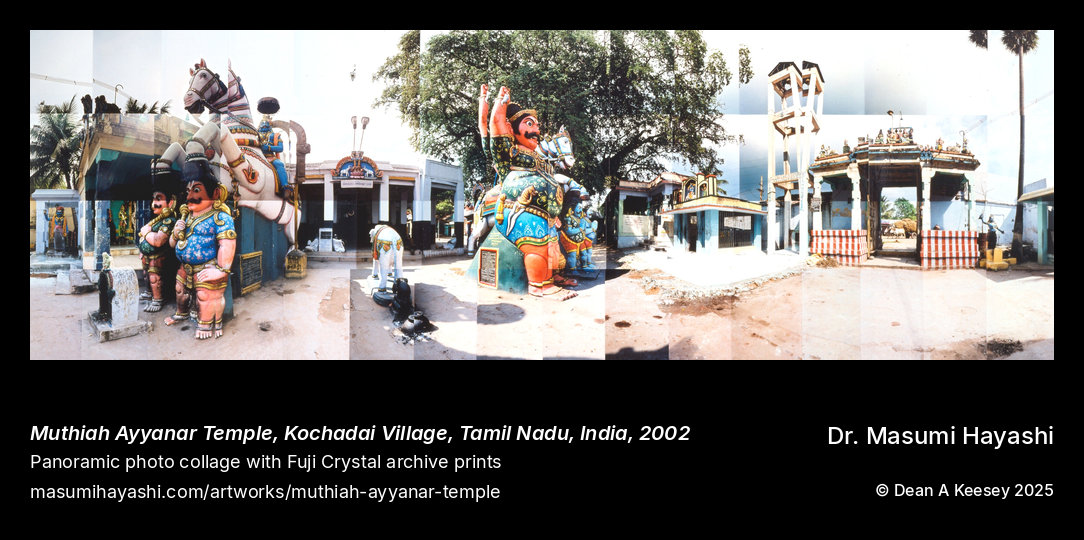 Muthiah Ayyanar Temple, Kochadai Village, Tamil Nadu, India, 2002
Panoramic photo collage with Fuji Crystal archive prints
masumihayashi.com/artworks/muthiah-ayyanar-temple
Dr. Masumi Hayashi
© Dean A Keesey 2025